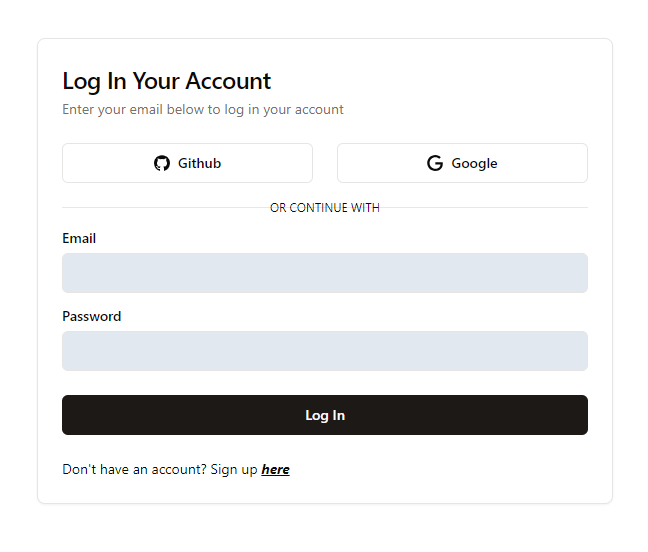 Log In Your Account
Enter your email below to log in your account
Github
Google
OR CONTINUE WITH
Email
Password
Log In
Don't have an account? Sign up here